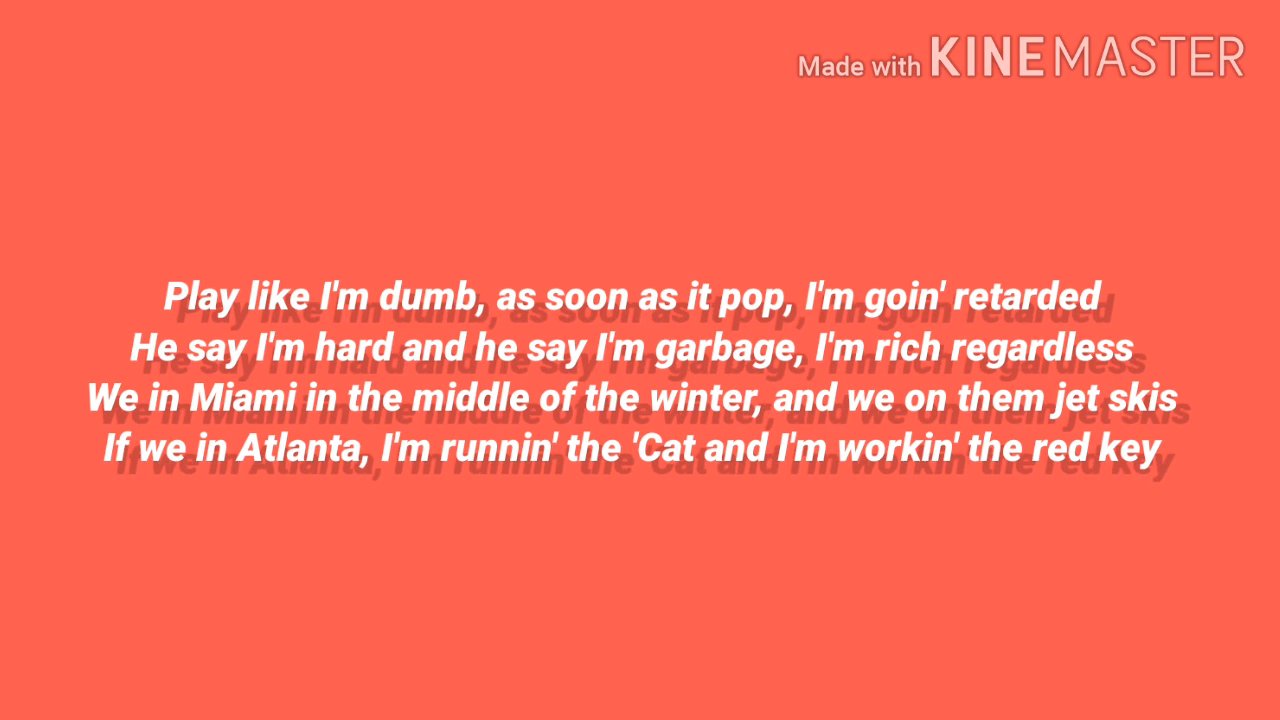 Made with KINEMASTER
Play like I'm dumb, as soon as it pop, I'm goin' retarded
He say I'm hard and he say I'm garbage, I'm rich regardless
We in Miami in the middle of the winter, and we on them jet skis
If we in Atlanta, I'm runnin' the 'Cat and I'm workin' the red key